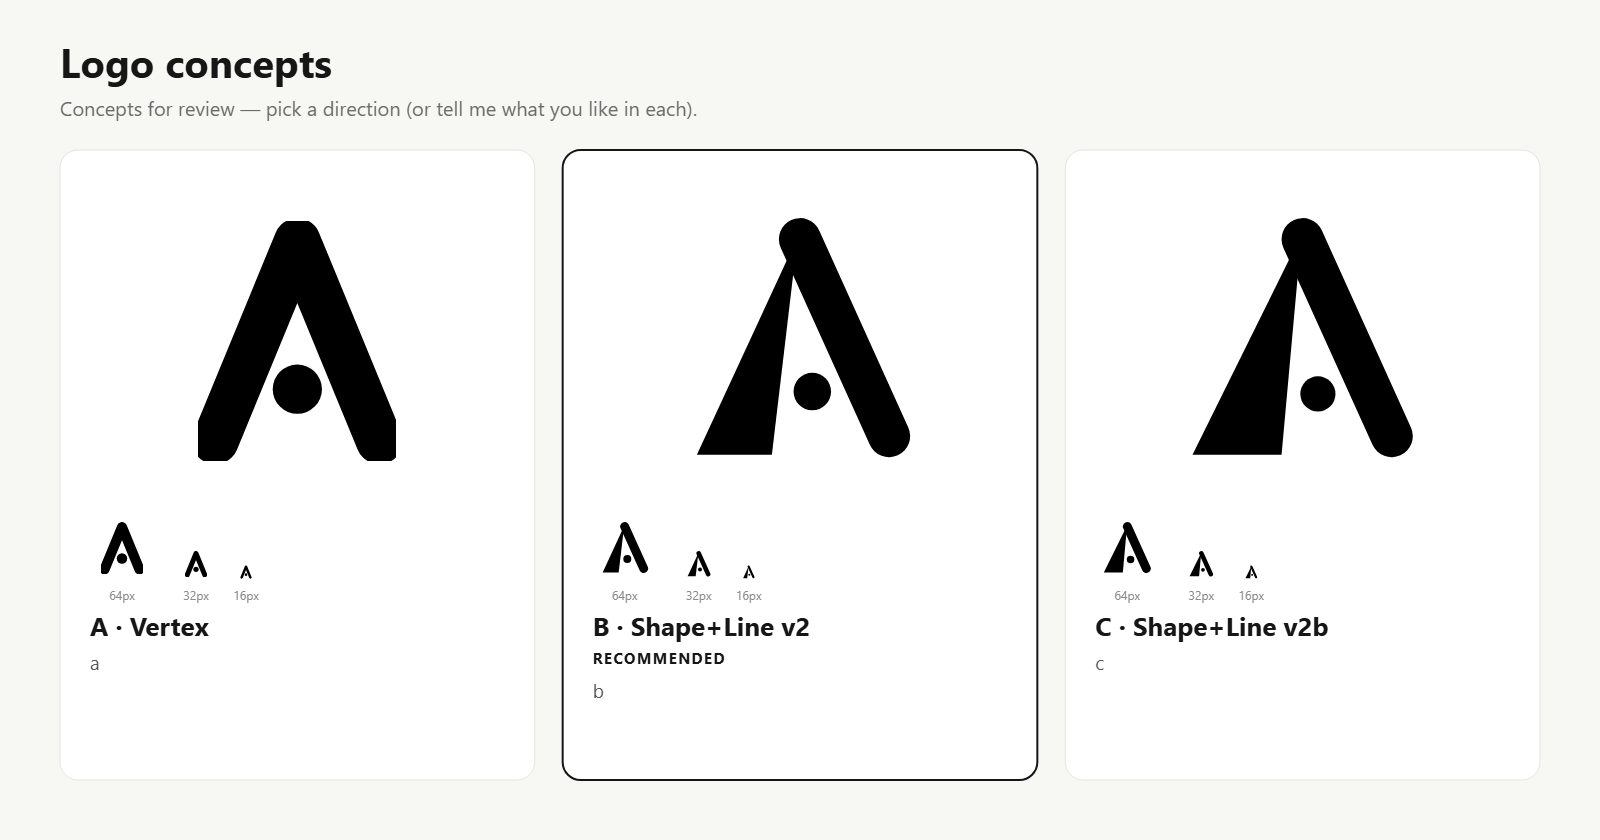 Logo concepts
Concepts for review — pick a direction (or tell me what you like in each).
64px 32px 16px
A · Vertex
a
64px 32px 16px
B · Shape+Line v2
RECOMMENDED
b
64px 32px 16px
C · Shape+Line v2b
c